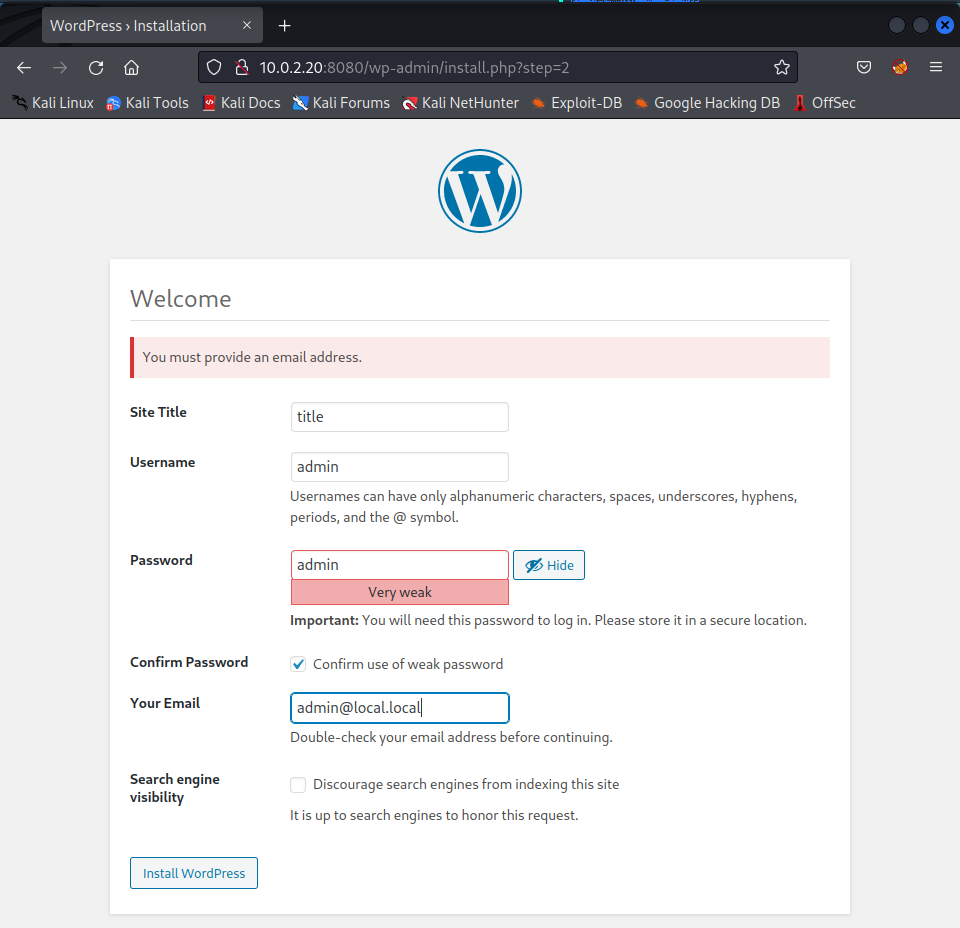 WordPress › Installation
10.0.2.20:8080/wp-admin/install.php?step=2
Kali Linux Kali Tools Kali Docs Kali Forums Kali NetHunter Exploit-DB Google Hacking DB OffSec
Welcome
You must provide an email address.
Site Title title
Username admin
Usernames can have only alphanumeric characters, spaces, underscores, hyphens,
periods, and the @ symbol.
Password admin Hide
Very weak
Important: You will need this password to log in. Please store it in a secure location.
Confirm Password Confirm use of weak password
Your Email admin@local.local
Double-check your email address before continuing.
Search engine
visibility
Discourage search engines from indexing this site
It is up to search engines to honor this request.
Install WordPress